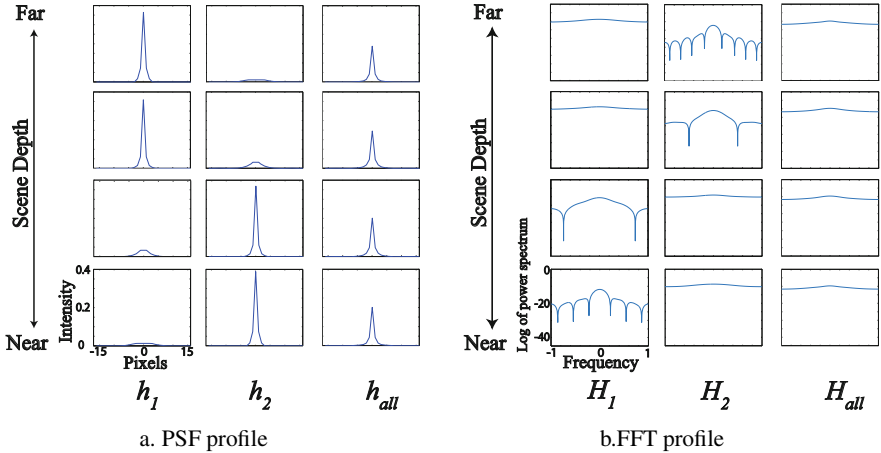 Far
Scene Depth
Near
0.4
0.2
0
Intensity
-15 0 15
Pixels
h1 h2 hall
a. PSF profile
Far
Scene Depth
Near
0
-20
-40
Log of power spectrum
-1 0 1
Frequency
H1 H2 Hall
b.FFT profile